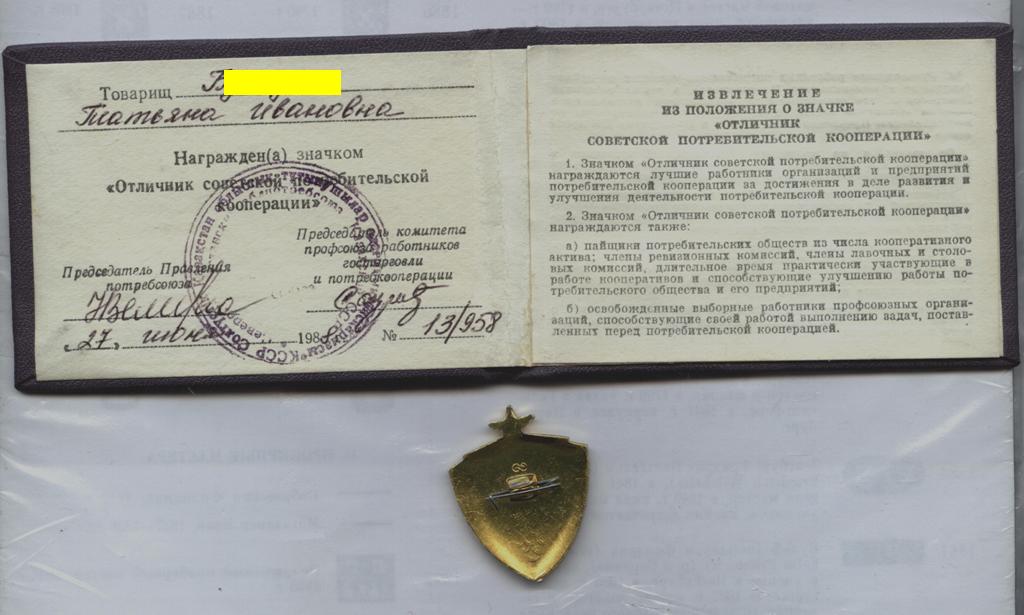 Товарищ
Татьяна Ивановна
Награжден(а) значком
«Отличник советской потребительской
кооперации»
Председатель Правления
потребсоюза
Председатель комитета
профсоюза работников
госторговли
и потребкооперации
„27„ июня 198
№ 13/958
ИЗВЛЕЧЕНИЕ
ИЗ ПОЛОЖЕНИЯ О ЗНАЧКЕ
«ОТЛИЧНИК
СОВЕТСКОЙ ПОТРЕБИТЕЛЬСКОЙ КООПЕРАЦИИ»
1. Значком «Отличник советской потребительской кооперации»
награждаются лучшие работники организаций и предприятий
потребительской кооперации за достижения в деле развития и
улучшения деятельности потребительской кооперации.
2. Значком «Отличник советской потребительской кооперации»
награждаются также:
а) пайщики потребительских обществ из числа кооперативного
актива; члены ревизионных комиссий, члены лавочных и столо-
вых комиссий, длительное время практически участвующие в
работе кооперативов и способствующие улучшению работы по-
требительского общества и его предприятий;
б) освобожденные выборные работники профсоюзных органи-
заций, способствующие своей работой выполнению задач, постав-
ленных перед потребительской кооперацией.